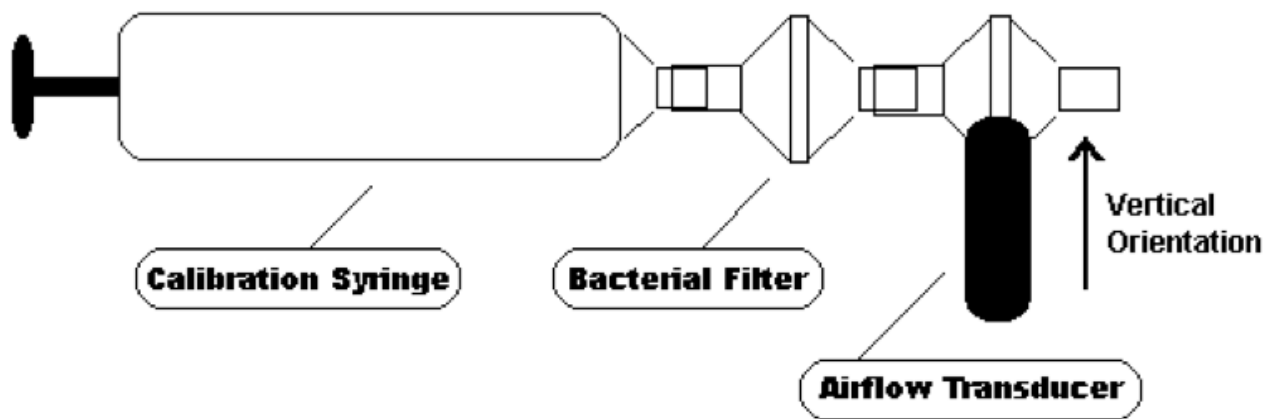 Vertical
Orientation
Calibration Syringe
Bacterial Filter
Airflow Transducer